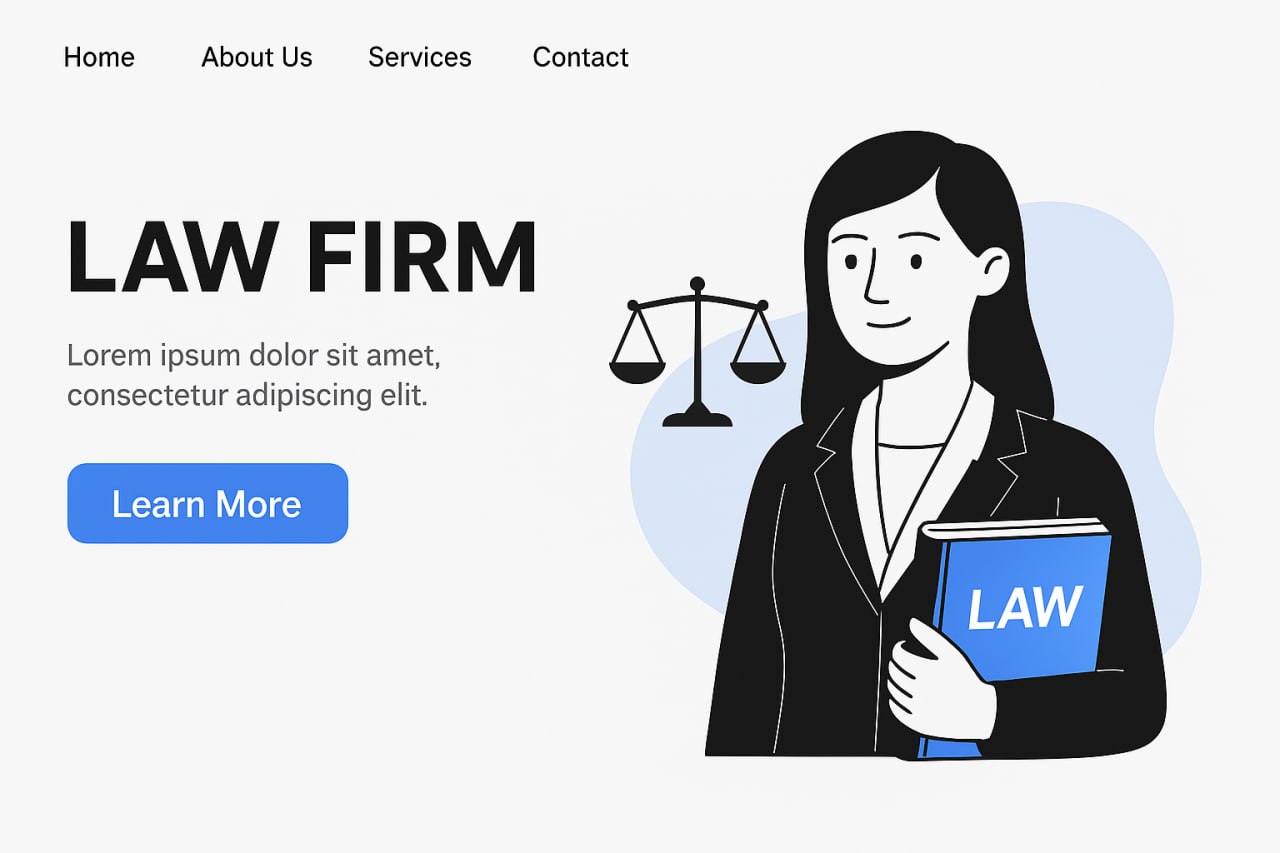 Home About Us Services Contact
LAW FIRM
Lorem ipsum dolor sit amet,
consectetur adipiscing elit.
Learn More
LAW